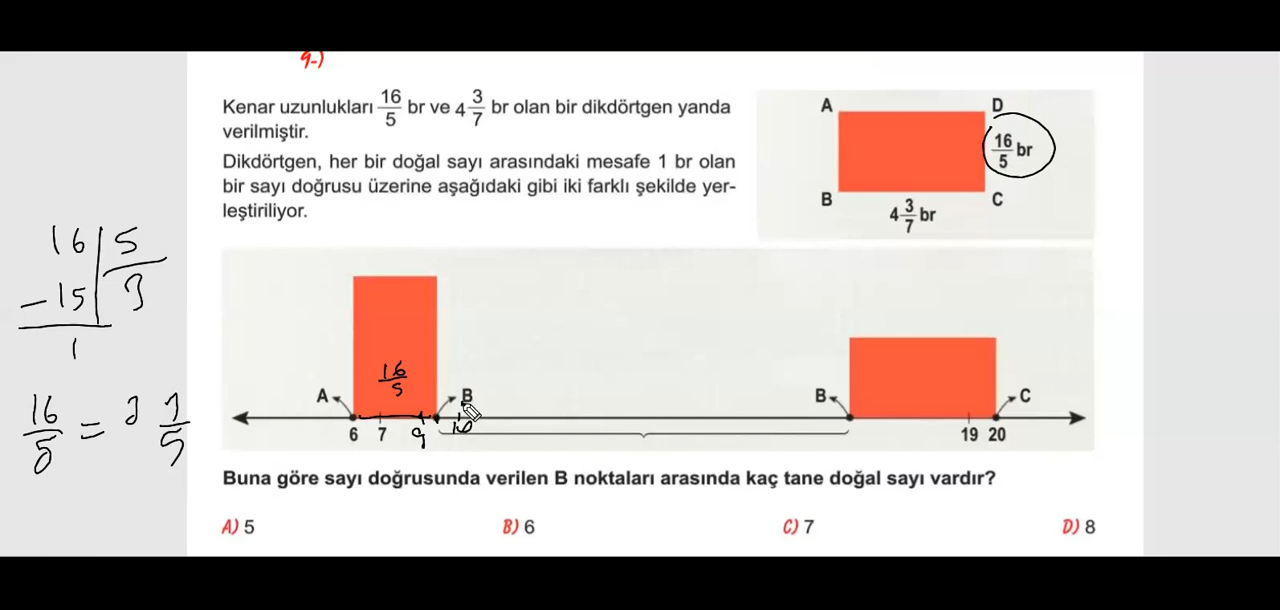 9-)
Kenar uzunlukları 16/5 br ve 4 3/7 br olan bir dikdörtgen yanda
verilmiştir.
Dikdörtgen, her bir doğal sayı arasındaki mesafe 1 br olan
bir sayı doğrusu üzerine aşağıdaki gibi iki farklı şekilde yer-
leştiriliyor.
A D
16/5 br
B C
4 3/7 br
16 5
-15 3
1
16/5 = 3 1/5
16/5
A B B C
6 7 9 10 19 20
Buna göre sayı doğrusunda verilen B noktaları arasında kaç tane doğal sayı vardır?
A) 5 B) 6 C) 7 D) 8